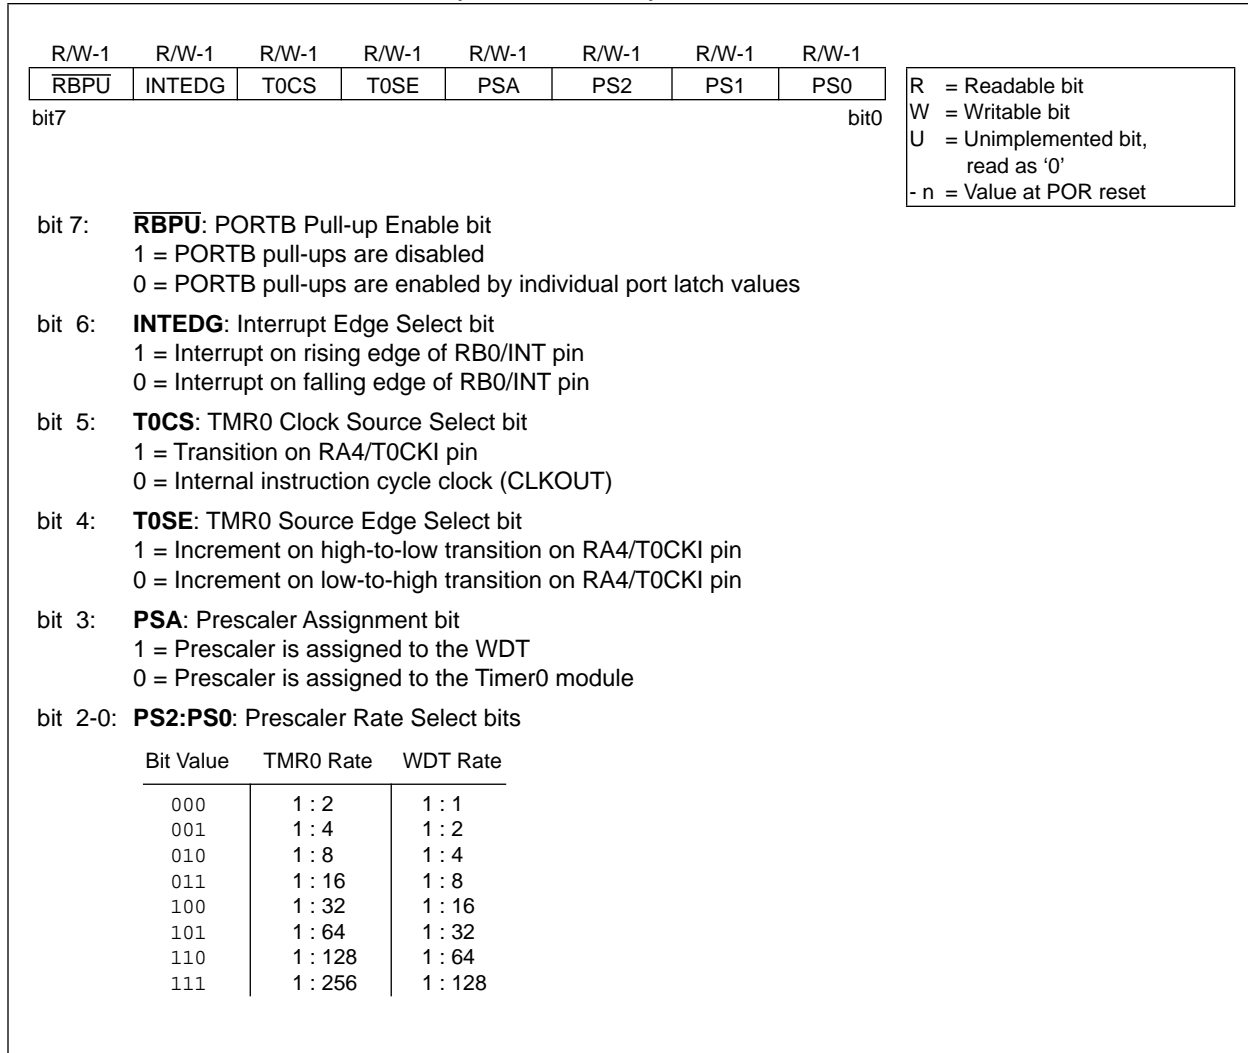 R/W-1 R/W-1 R/W-1 R/W-1 R/W-1 R/W-1 R/W-1 R/W-1
RBPU INTEDG T0CS T0SE PSA PS2 PS1 PS0
bit7 bit0
R = Readable bit
W = Writable bit
U = Unimplemented bit,
read as ‘0’
- n = Value at POR reset
bit 7: RBPU: PORTB Pull-up Enable bit
1 = PORTB pull-ups are disabled
0 = PORTB pull-ups are enabled by individual port latch values
bit 6: INTEDG: Interrupt Edge Select bit
1 = Interrupt on rising edge of RB0/INT pin
0 = Interrupt on falling edge of RB0/INT pin
bit 5: T0CS: TMR0 Clock Source Select bit
1 = Transition on RA4/T0CKI pin
0 = Internal instruction cycle clock (CLKOUT)
bit 4: T0SE: TMR0 Source Edge Select bit
1 = Increment on high-to-low transition on RA4/T0CKI pin
0 = Increment on low-to-high transition on RA4/T0CKI pin
bit 3: PSA: Prescaler Assignment bit
1 = Prescaler is assigned to the WDT
0 = Prescaler is assigned to the Timer0 module
bit 2-0: PS2:PS0: Prescaler Rate Select bits
Bit Value TMR0 Rate WDT Rate
000 1 : 2 1 : 1
001 1 : 4 1 : 2
010 1 : 8 1 : 4
011 1 : 16 1 : 8
100 1 : 32 1 : 16
101 1 : 64 1 : 32
110 1 : 128 1 : 64
111 1 : 256 1 : 128